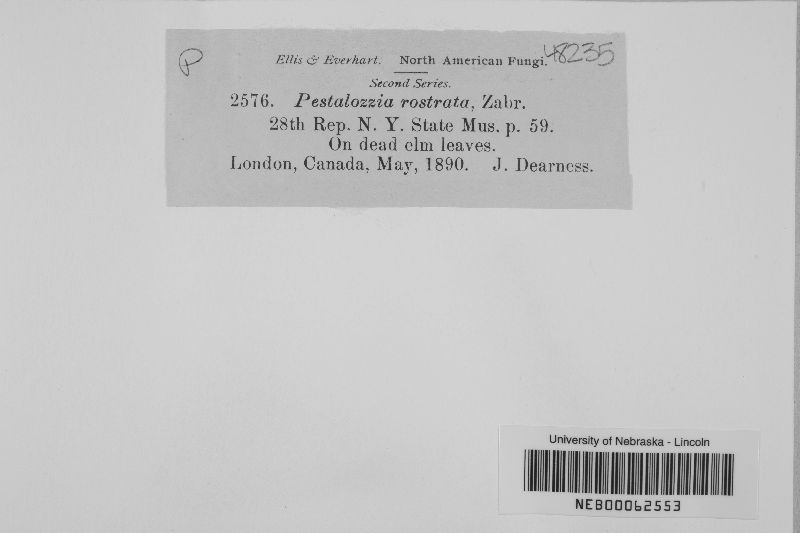 P
Ellis & Everhart. North American Fungi. 48235
Second Series.
2576. Pestalozzia rostrata, Zabr.
28th Rep. N. Y. State Mus. p. 59.
On dead elm leaves.
London, Canada, May, 1890. J. Dearness.
University of Nebraska - Lincoln
NEB00062553